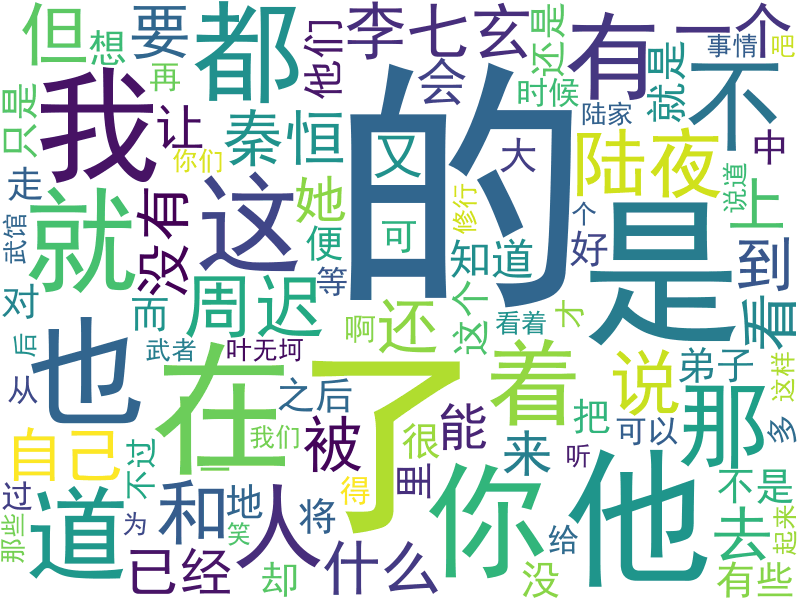 但
想
要
都
李七玄
他们
会
还是
有
一个
事情
吧
不
就是
时候
陆家
再
只是
我
让
秦恒
的
又
大
陆夜
中
你们
她
可
修行
个
说道
上
走
武馆
没有
这
便
等
知道
好
到
就
是
对
后
而
周迟
啊
还
这个
看着
才
看
也
武者
叶无坷
弟子
这样
从
在
之后
了
着
说
那
把
可以
多
自己
不过
我们
被
很
能
来
听
里
过
那些
道
为
和
地
笑
人
将
得
你
他
不是
去
起来
已经
却
什么
没
给
有些
一